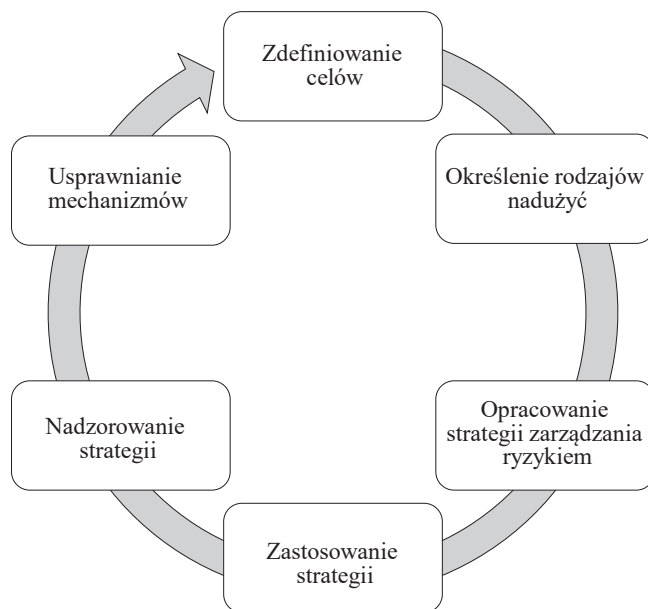 Zdefiniowanie
celów
Określenie rodzajów
nadużyć
Opracowanie
strategii zarządzania
ryzykiem
Zastosowanie
strategii
Nadzorowanie
strategii
Usprawnianie
mechanizmów